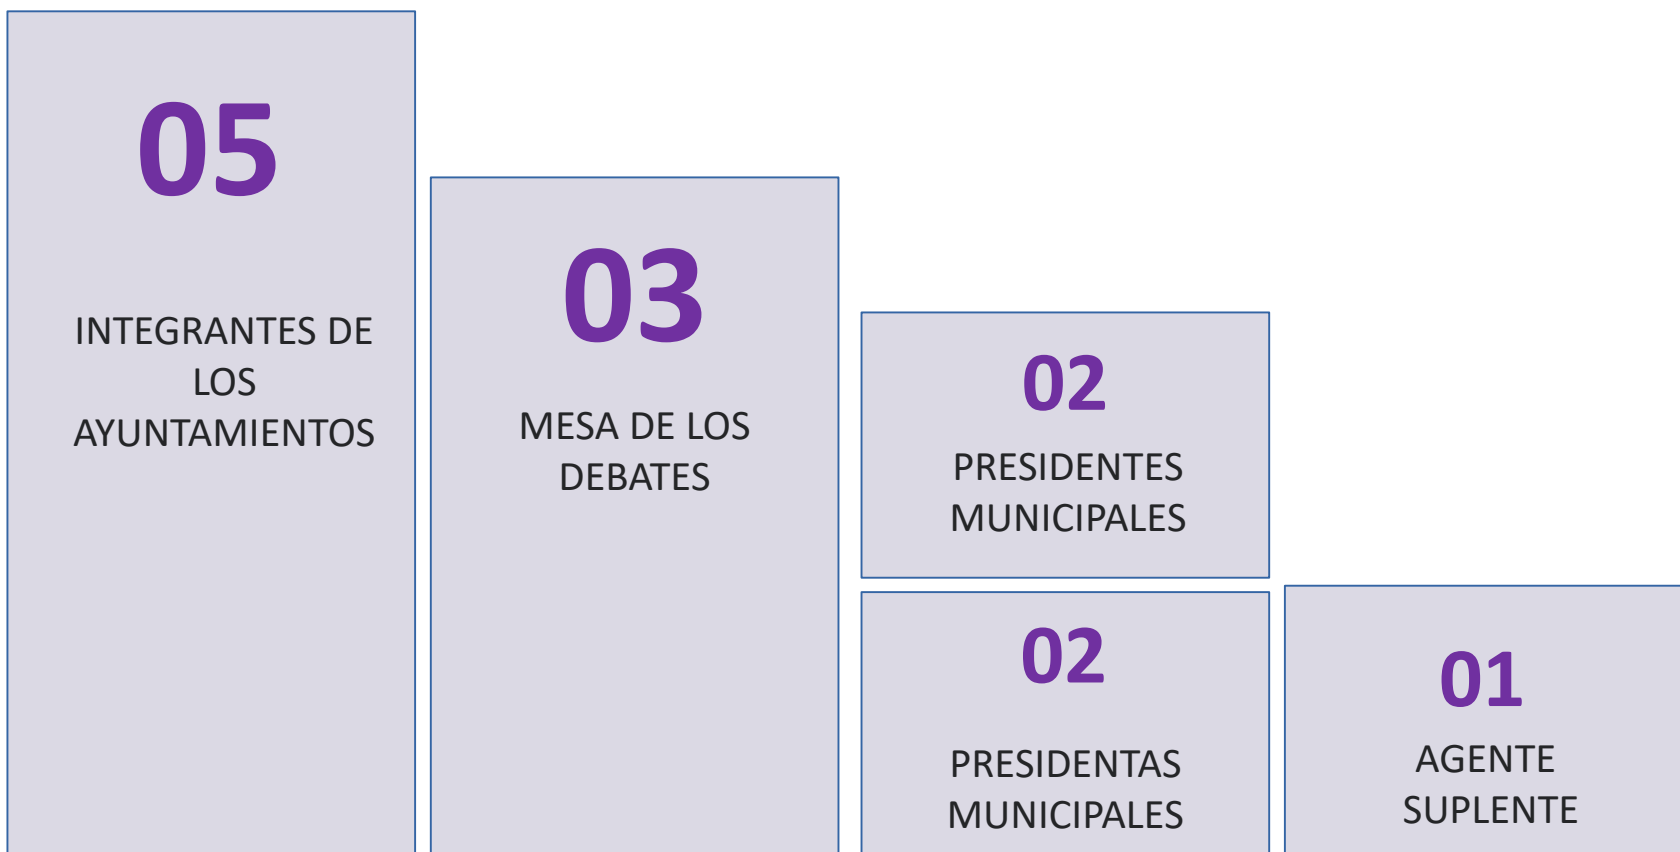 05
INTEGRANTES DE
LOS
AYUNTAMIENTOS
03
MESA DE LOS
DEBATES
02
PRESIDENTES
MUNICIPALES
02
PRESIDENTAS
MUNICIPALES
01
AGENTE
SUPLENTE